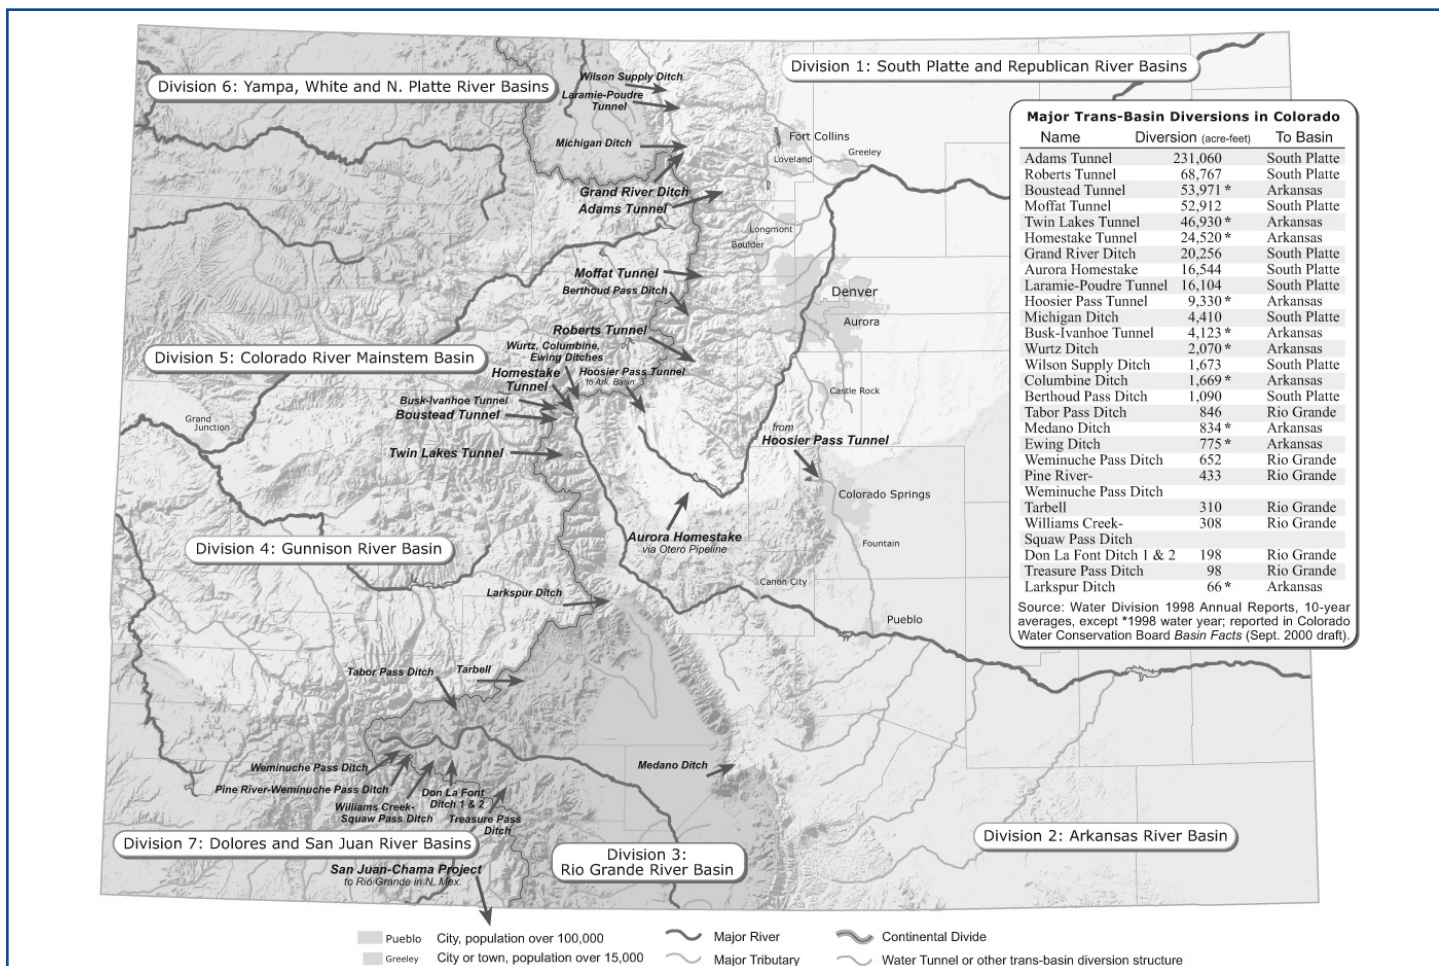 Division 6: Yampa, White and N. Platte River Basins
Division 1: South Platte and Republican River Basins
Wilson Supply Ditch
Laramie-Poudre
Tunnel
Michigan Ditch
Grand River Ditch
Adams Tunnel
Fort Collins
Loveland
Greeley
Longmont
Boulder
Moffat Tunnel
Berthoud Pass Ditch
Denver
Aurora
Roberts Tunnel
Division 5: Colorado River Mainstem Basin
Wurtz, Columbine,
Ewing Ditches
Homestake
Tunnel
Hoosier Pass Tunnel
to Ark. Basin
Busk-Ivanhoe Tunnel
Boustead Tunnel
Castle Rock
Grand
Junction
Twin Lakes Tunnel
from
Hoosier Pass Tunnel
Colorado Springs
Aurora Homestake
via Otero Pipeline
Division 4: Gunnison River Basin
Fountain
Canon City
Larkspur Ditch
Pueblo
Tabor Pass Ditch
Tarbell
Weminuche Pass Ditch
Medano Ditch
Pine River-Weminuche Pass Ditch
Don La Font
Ditch 1 & 2
Williams Creek-
Squaw Pass Ditch
Treasure Pass
Ditch
Division 7: Dolores and San Juan River Basins
Division 3:
Rio Grande River Basin
Division 2: Arkansas River Basin
San Juan-Chama Project
to Rio Grande in N. Mex.
Major Trans-Basin Diversions in Colorado
Name Diversion (acre-feet) To Basin
Adams Tunnel 231,060 South Platte
Roberts Tunnel 68,767 South Platte
Boustead Tunnel 53,971 * Arkansas
Moffat Tunnel 52,912 South Platte
Twin Lakes Tunnel 46,930 * Arkansas
Homestake Tunnel 24,520 * Arkansas
Grand River Ditch 20,256 South Platte
Aurora Homestake 16,544 South Platte
Laramie-Poudre Tunnel 16,104 South Platte
Hoosier Pass Tunnel 9,330 * Arkansas
Michigan Ditch 4,410 South Platte
Busk-Ivanhoe Tunnel 4,123 * Arkansas
Wurtz Ditch 2,070 * Arkansas
Wilson Supply Ditch 1,673 South Platte
Columbine Ditch 1,669 * Arkansas
Berthoud Pass Ditch 1,090 South Platte
Tabor Pass Ditch 846 Rio Grande
Medano Ditch 834 * Arkansas
Ewing Ditch 775 * Arkansas
Weminuche Pass Ditch 652 Rio Grande
Pine River- 433 Rio Grande
Weminuche Pass Ditch
Tarbell 310 Rio Grande
Williams Creek- 308 Rio Grande
Squaw Pass Ditch
Don La Font Ditch 1 & 2 198 Rio Grande
Treasure Pass Ditch 98 Rio Grande
Larkspur Ditch 66 * Arkansas
Source: Water Division 1998 Annual Reports, 10-year
averages, except *1998 water year; reported in Colorado
Water Conservation Board Basin Facts (Sept. 2000 draft).
Pueblo City, population over 100,000
Major River
Continental Divide
Greeley City or town, population over 15,000
Major Tributary
Water Tunnel or other trans-basin diversion structure